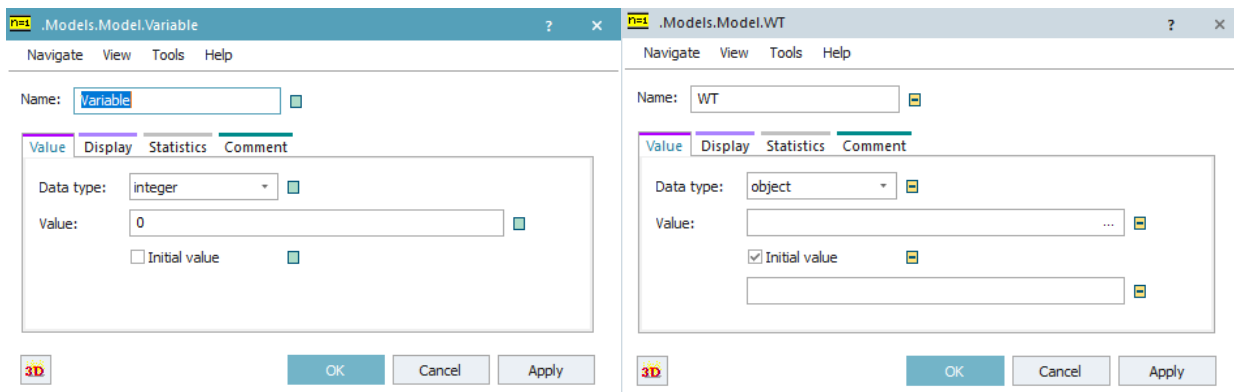 n=1 .Models.Model.Variable ? ×
Navigate View Tools Help
Name: Variable
Value Display Statistics Comment
Data type: integer
Value: 0
Initial value
3D OK Cancel Apply
n=1 .Models.Model.WT ? ×
Navigate View Tools Help
Name: WT
Value Display Statistics Comment
Data type: object
Value: ...
Initial value
3D OK Cancel Apply